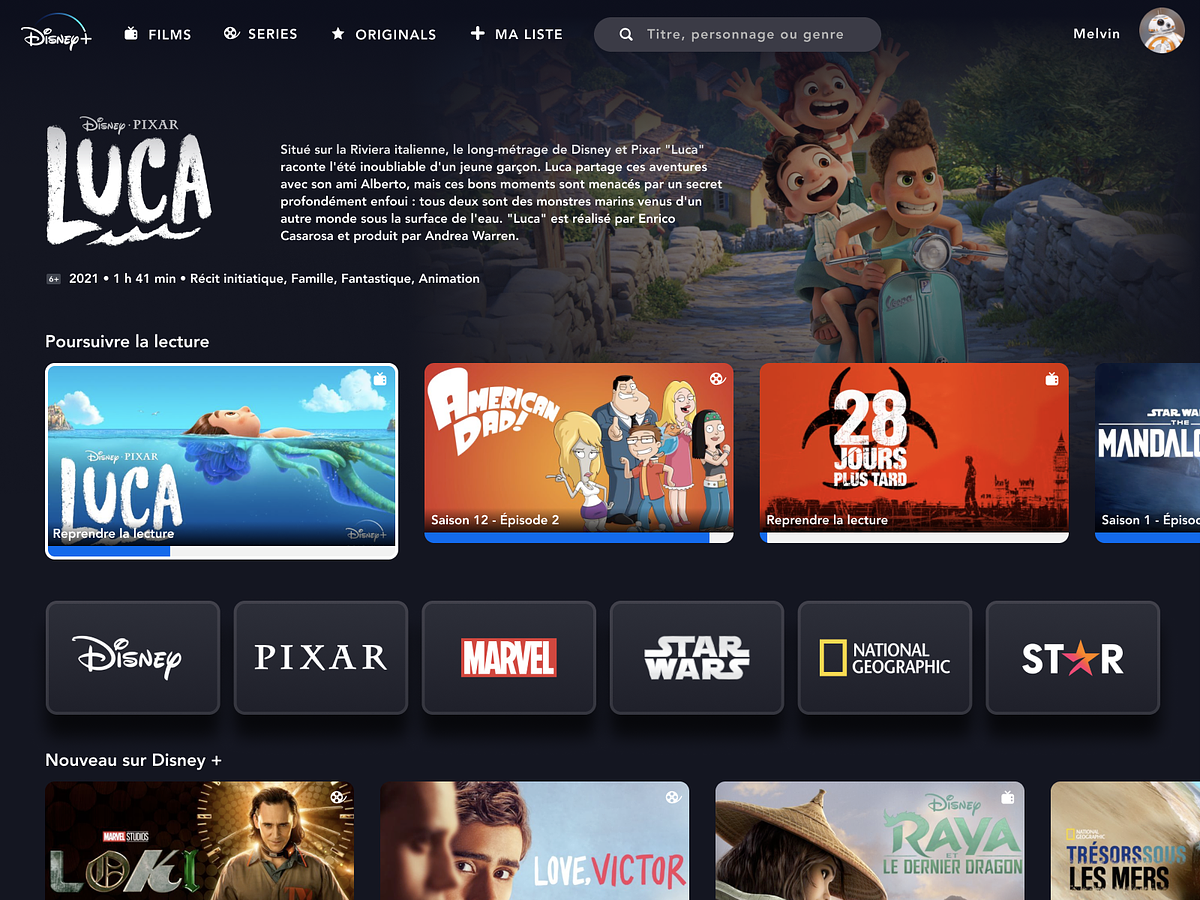 Disney+
FILMS
SERIES
ORIGINALS
MA LISTE
Titre, personnage ou genre
Melvin
Disney · PIXAR
LUCA
Situé sur la Riviera italienne, le long-métrage de Disney et Pixar "Luca"
raconte l'été inoubliable d'un jeune garçon. Luca partage ces aventures
avec son ami Alberto, mais ces bons moments sont menacés par un secret
profondément enfoui : tous deux sont des monstres marins venus d'un
autre monde sous la surface de l'eau. "Luca" est réalisé par Enrico
Casarosa et produit par Andrea Warren.
6+ 2021 • 1 h 41 min • Récit initiatique, Famille, Fantastique, Animation
Vespa
Poursuivre la lecture
Disney · PIXAR
LUCA
Reprendre la lecture
Disney+
AMERICAN
DAD!
Saison 12 - Épisode 2
28
JOURS
PLUS TARD
Reprendre la lecture
STAR WA
THE
MANDALO
Saison 1 - Épisod
Disney
PIXAR
MARVEL
STAR
WARS
NATIONAL
GEOGRAPHIC
STAR
Nouveau sur Disney +
MARVEL STUDIOS
LOKI
LOVE, VICTOR
Disney
RAYA
ET
LE DERNIER DRAGON
NATIONAL
GEOGRAPHIC
TRÉSORS SOUS
LES MERS